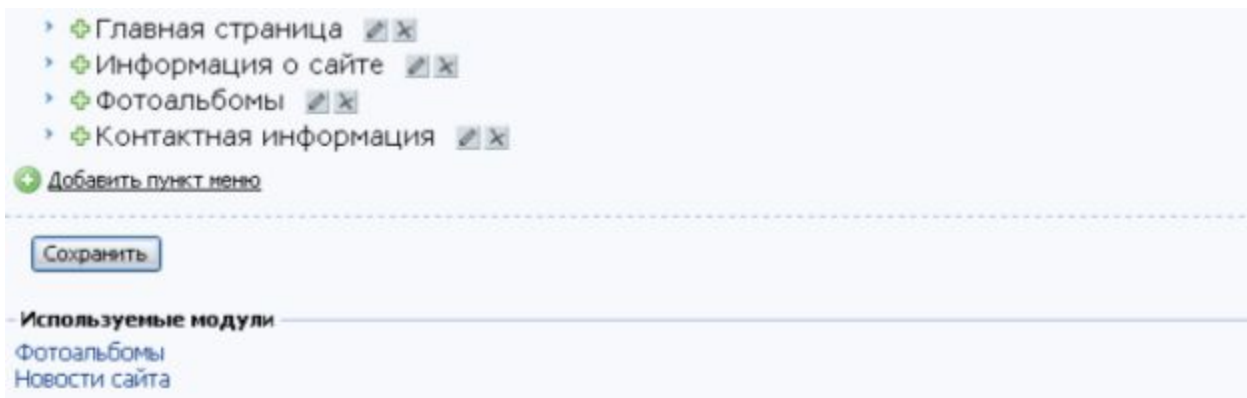 Главная страница
Информация о сайте
Фотоальбомы
Контактная информация
Добавить пункт меню
Сохранить
Используемые модули
Фотоальбомы
Новости сайта